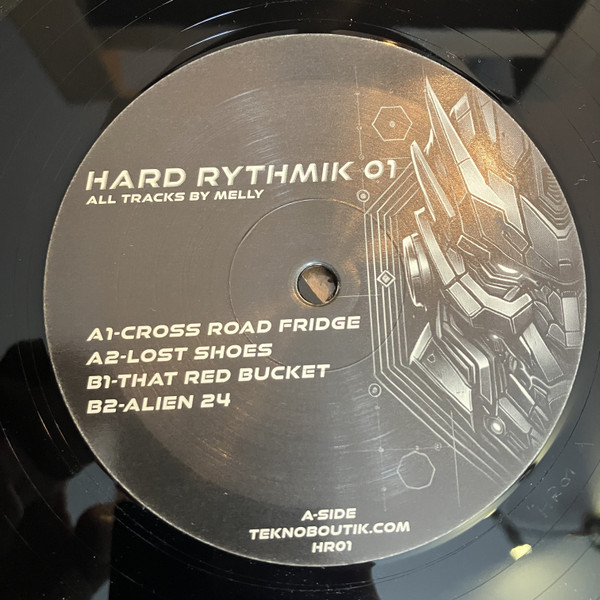 HARD RYTHMIK 01
ALL TRACKS BY MELLY
A1-CROSS ROAD FRIDGE
A2-LOST SHOES
B1-THAT RED BUCKET
B2-ALIEN 24
A-SIDE
TEKNOBOUTIK.COM
HR01
HR01